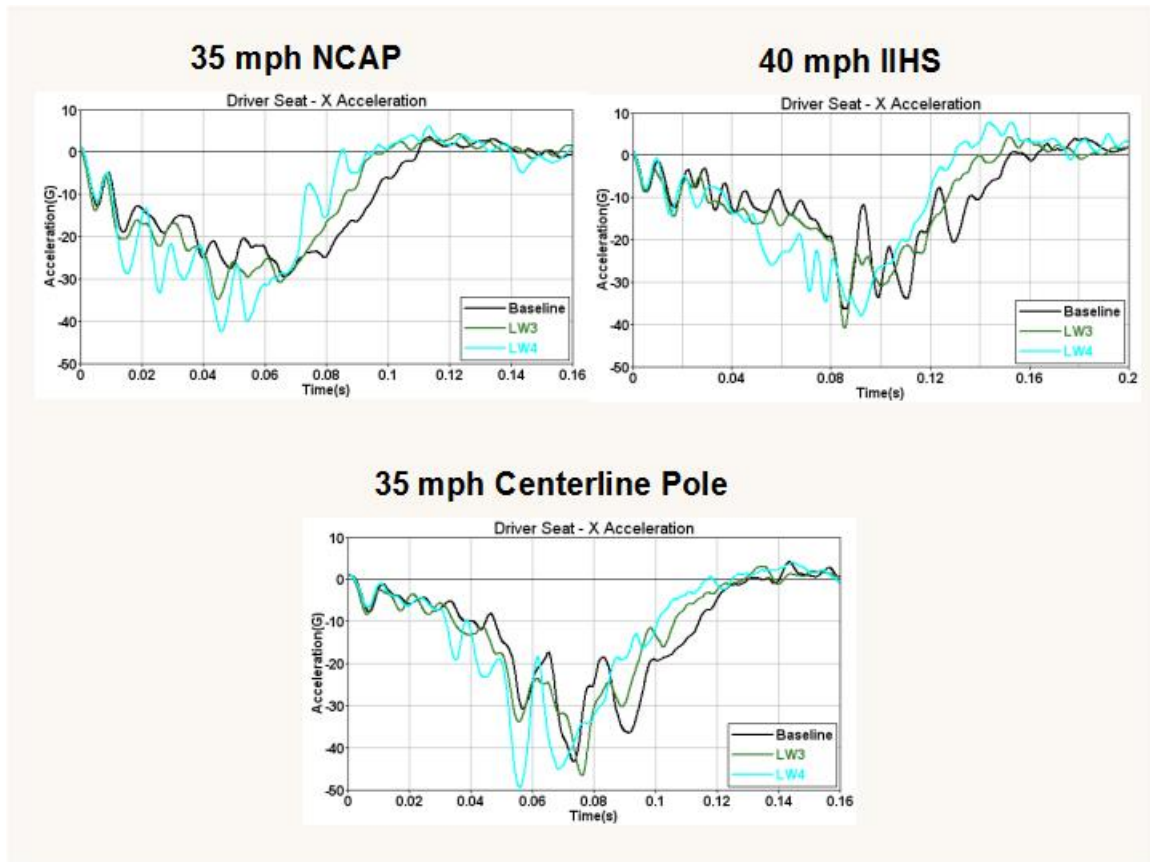 35 mph NCAP
Driver Seat - X Acceleration
10
0
-10
-20
-30
-40
-50
Acceleration(G)
0 0.02 0.04 0.06 0.08 0.1 0.12 0.14 0.16
Time(s)
Baseline
LW3
LW4
40 mph IIHS
Driver Seat - X Acceleration
10
0
-10
-20
-30
-40
-50
Acceleration(G)
0 0.04 0.08 0.12 0.16 0.2
Time(s)
Baseline
LW3
LW4
35 mph Centerline Pole
Driver Seat - X Acceleration
10
0
-10
-20
-30
-40
-50
Acceleration(G)
0 0.02 0.04 0.06 0.08 0.1 0.12 0.14 0.16
Time(s)
Baseline
LW3
LW4